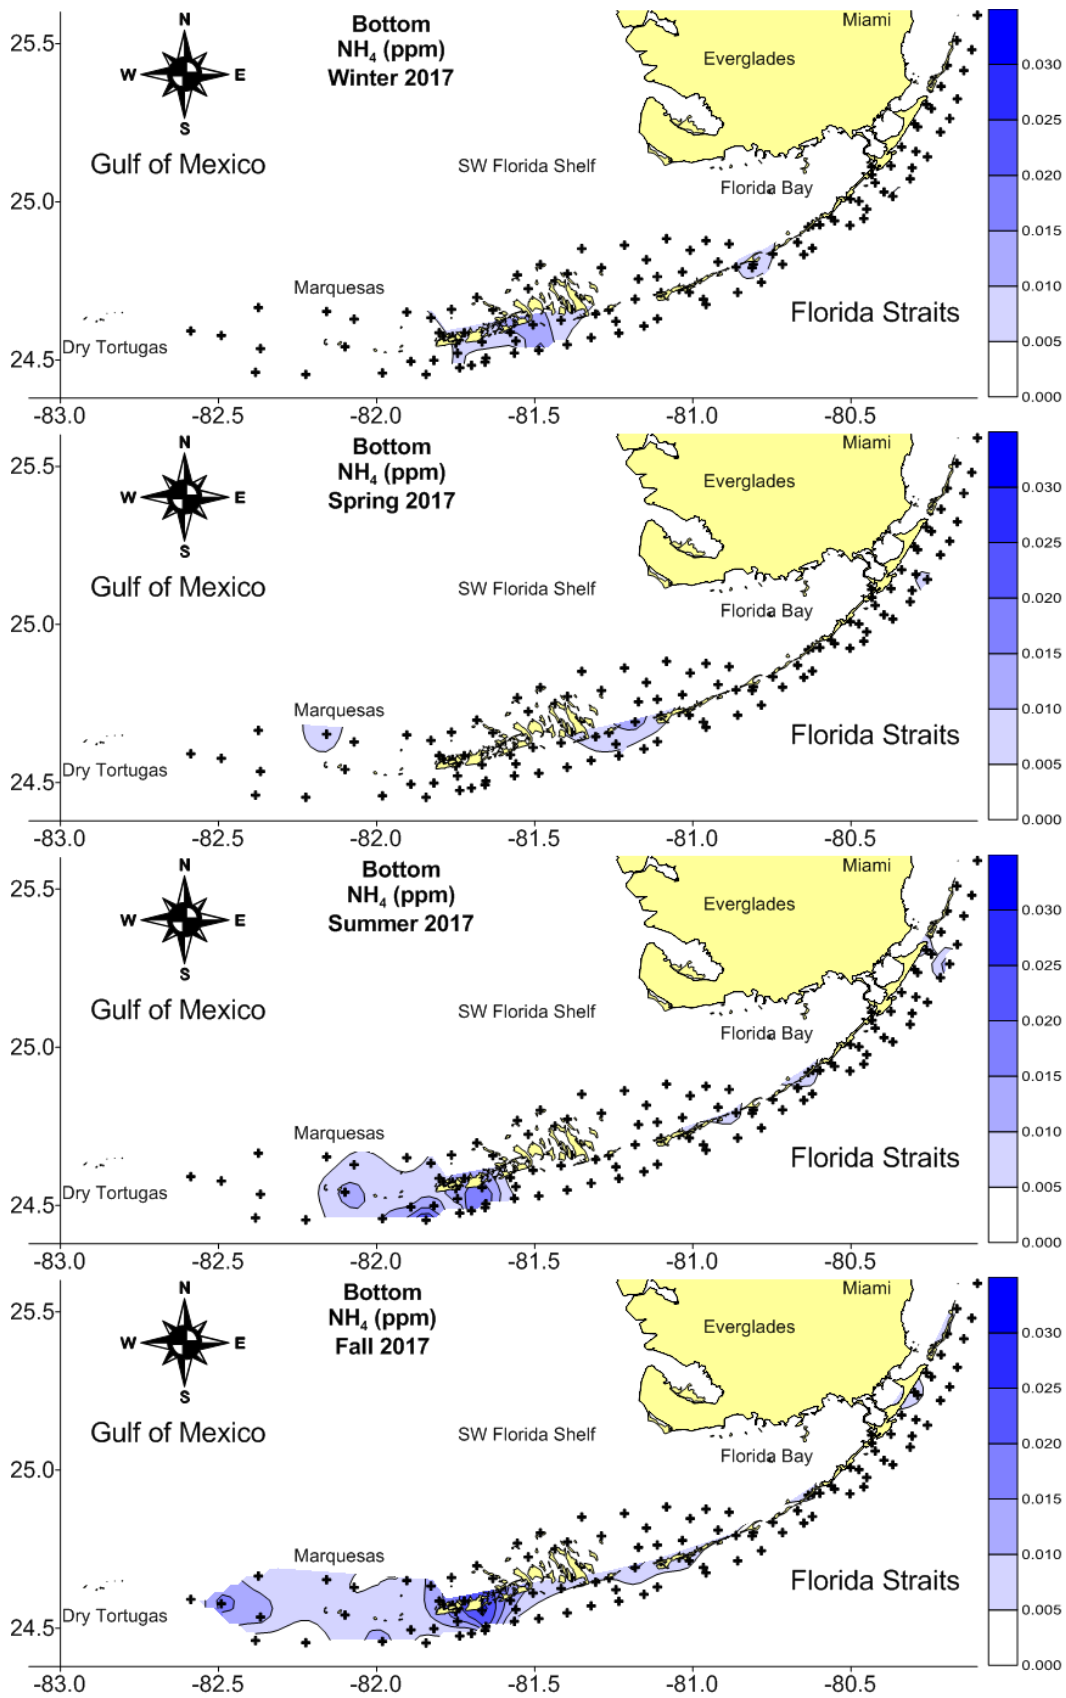 Bottom
NH₄ (ppm)
Winter 2017
N
W E
S
25.5
25.0
24.5
Gulf of Mexico
SW Florida Shelf
Everglades
Miami
Florida Bay
Marquesas
Dry Tortugas
Florida Straits
-83.0 -82.5 -82.0 -81.5 -81.0 -80.5
0.030
0.025
0.020
0.015
0.010
0.005
0.000
Bottom
NH₄ (ppm)
Spring 2017
N
W E
S
25.5
25.0
24.5
Gulf of Mexico
SW Florida Shelf
Everglades
Miami
Florida Bay
Marquesas
Dry Tortugas
Florida Straits
-83.0 -82.5 -82.0 -81.5 -81.0 -80.5
0.030
0.025
0.020
0.015
0.010
0.005
0.000
Bottom
NH₄ (ppm)
Summer 2017
N
W E
S
25.5
25.0
24.5
Gulf of Mexico
SW Florida Shelf
Everglades
Miami
Florida Bay
Marquesas
Dry Tortugas
Florida Straits
-83.0 -82.5 -82.0 -81.5 -81.0 -80.5
0.030
0.025
0.020
0.015
0.010
0.005
0.000
Bottom
NH₄ (ppm)
Fall 2017
N
W E
S
25.5
25.0
24.5
Gulf of Mexico
SW Florida Shelf
Everglades
Miami
Florida Bay
Marquesas
Dry Tortugas
Florida Straits
-83.0 -82.5 -82.0 -81.5 -81.0 -80.5
0.030
0.025
0.020
0.015
0.010
0.005
0.000